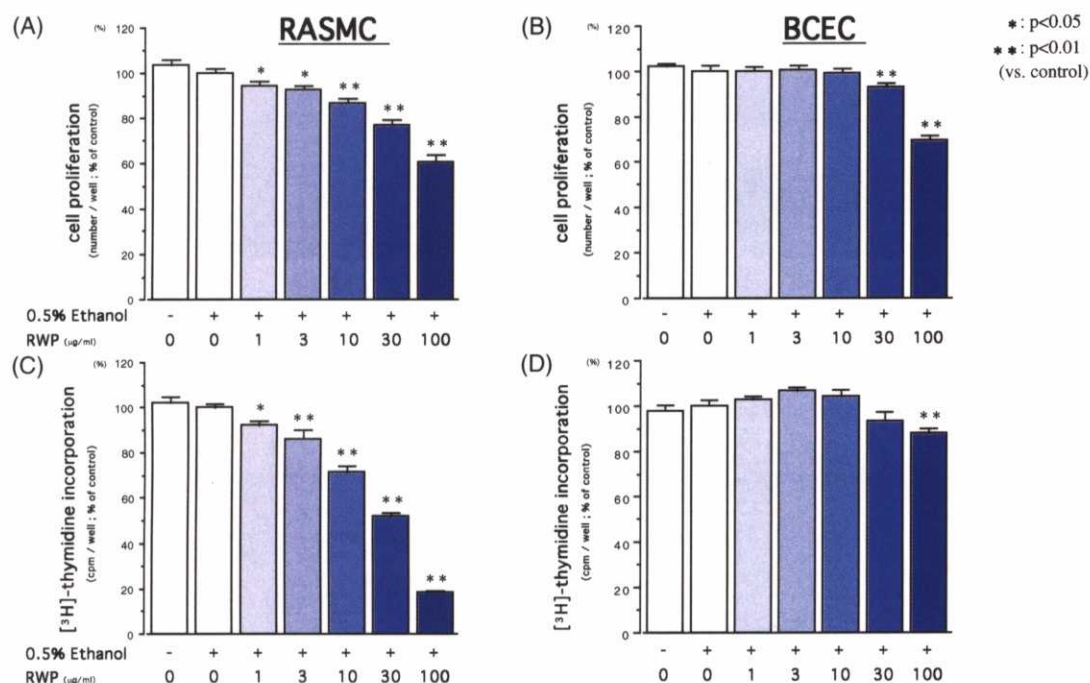 (A)
RASMC
(%)
120
100
80
60
40
20
0
cell proliferation
(number / well ; % of control)
* * ** ** **
0.5% Ethanol - + + + + + +
RWP (μg/ml) 0 0 1 3 10 30 100
(B)
BCEC
(%)
120
100
80
60
40
20
0
cell proliferation
(number / well ; % of control)
** **
- + + + + + +
0 0 1 3 10 30 100
*: p<0.05
**: p<0.01
(vs. control)
(C)
(%)
120
100
80
60
40
20
0
[³H]-thymidine incorporation
(cpm / well ; % of control)
* ** ** ** **
0.5% Ethanol - + + + + + +
RWP (μg/ml) 0 0 1 3 10 30 100
(D)
(%)
120
100
80
60
40
20
0
[³H]-thymidine incorporation
(cpm / well ; % of control)
**
- + + + + + +
0 0 1 3 10 30 100